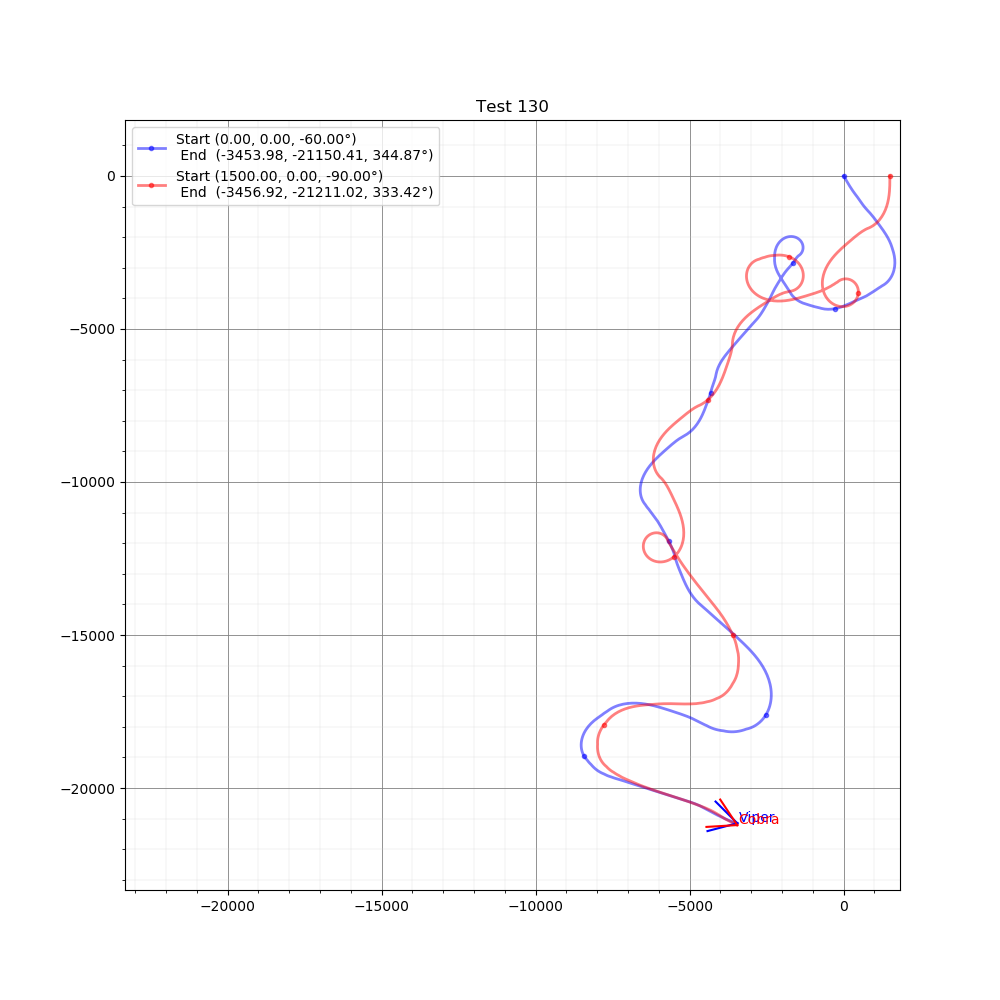 Test 130
Start (0.00, 0.00, -60.00°)
End (-3453.98, -21150.41, 344.87°)
Start (1500.00, 0.00, -90.00°)
End (-3456.92, -21211.02, 333.42°)
0
−5000
−10000
−15000
−20000
Viper
Cobra
−20000 −15000 −10000 −5000 0